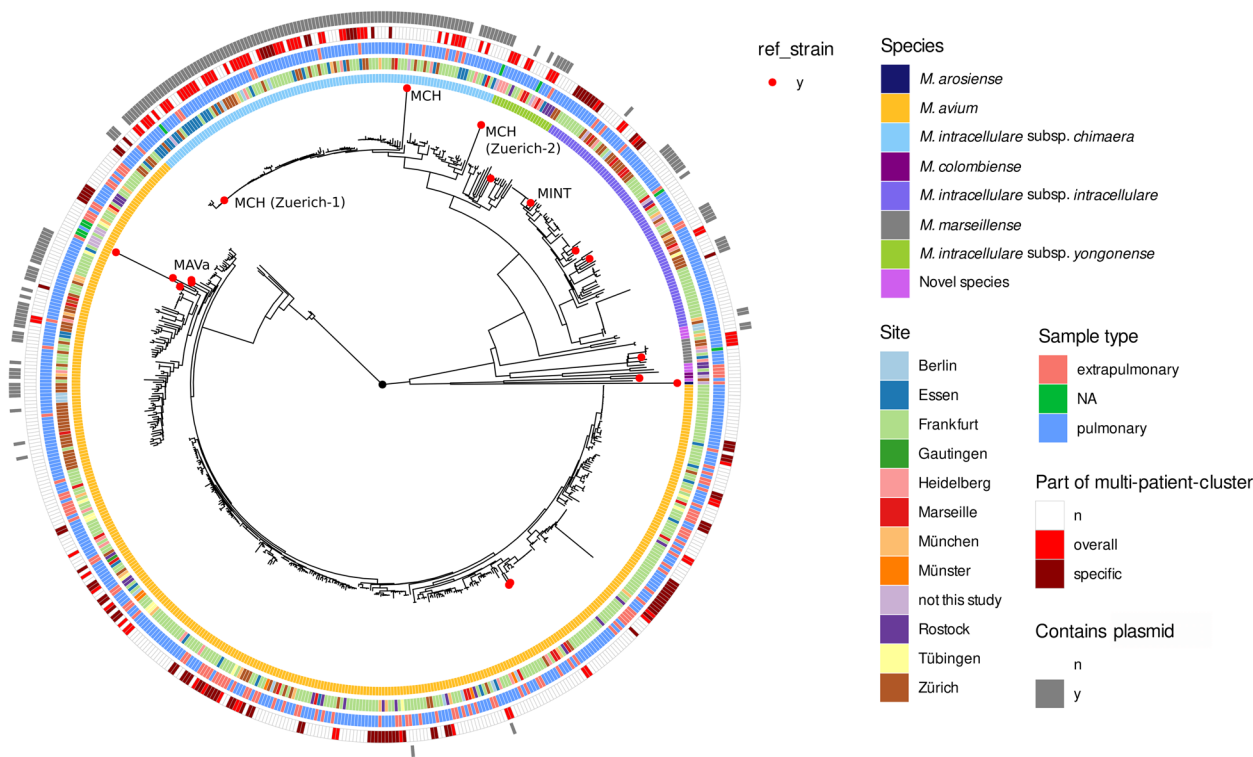 MCH
MCH
(Zuerich-2)
MINT
MCH (Zuerich-1)
MAVa
ref_strain
y
Species
M. arosiense
M. avium
M. intracellulare subsp. chimaera
M. colombiense
M. intracellulare subsp. intracellulare
M. marseillense
M. intracellulare subsp. yongonense
Novel species
Site
Berlin
Essen
Frankfurt
Gautingen
Heidelberg
Marseille
München
Münster
not this study
Rostock
Tübingen
Zürich
Sample type
extrapulmonary
NA
pulmonary
Part of multi-patient-cluster
n
overall
specific
Contains plasmid
n
y